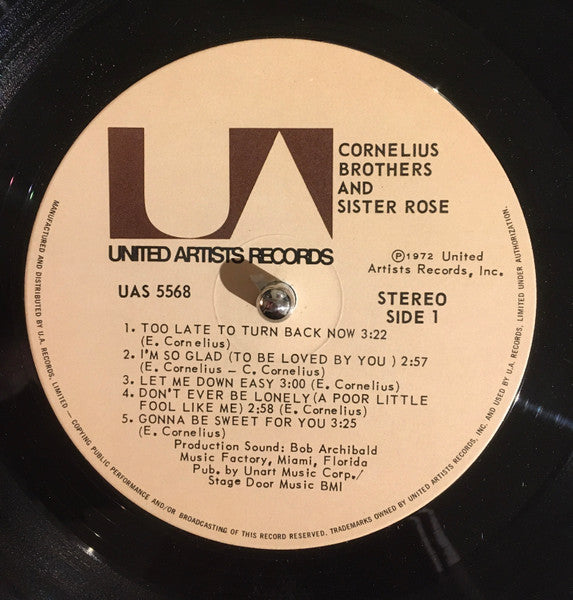 UA
CORNELIUS
BROTHERS
AND
SISTER ROSE
UNITED ARTISTS RECORDS
℗1972 United
Artists Records, Inc.
UAS 5568
STEREO
SIDE 1
1. TOO LATE TO TURN BACK NOW 3:22
(E. Cornelius)
2. I'M SO GLAD (TO BE LOVED BY YOU ) 2:57
(E. Cornelius – C. Cornelius)
3. LET ME DOWN EASY 3:00 (E. Cornelius)
4. DON'T EVER BE LONELY(A POOR LITTLE
FOOL LIKE ME) 2:58 (E. Cornelius)
5. GONNA BE SWEET FOR YOU 3:25
(E. Cornelius)
Production Sound: Bob Archibald
Music Factory, Miami, Florida
Pub. by Unart Music Corp./
Stage Door Music BMI
MANUFACTURED AND DISTRIBUTED BY U.A. RECORDS, LIMITED — COPYING PUBLIC PERFORMANCE AND/OR BROADCASTING OF THIS RECORD RESERVED. TRADEMARKS OWNED BY UNITED ARTISTS RECORDS, INC. AND USED BY U.A. RECORDS, LIMITED UNDER AUTHORIZATION.